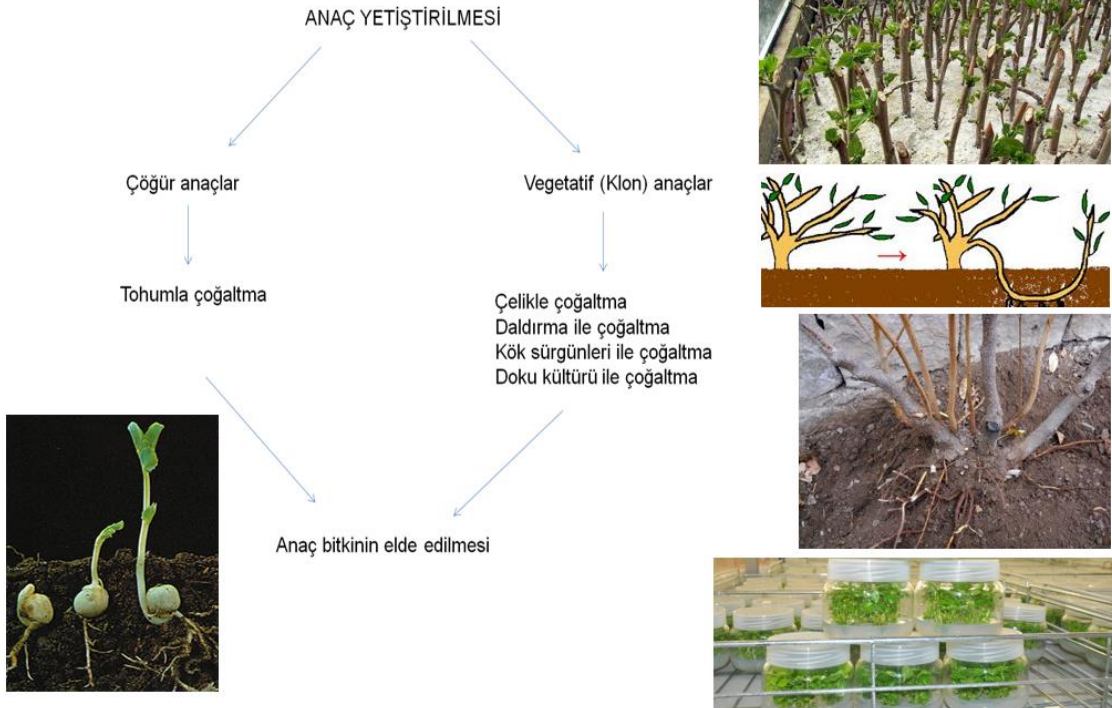 ANAÇ YETİŞTİRİLMESİ
Çöğür anaçlar
Vegetatif (Klon) anaçlar
Tohumla çoğaltma
Çelikle çoğaltma
Daldırma ile çoğaltma
Kök sürgünleri ile çoğaltma
Doku kültürü ile çoğaltma
Anaç bitkinin elde edilmesi